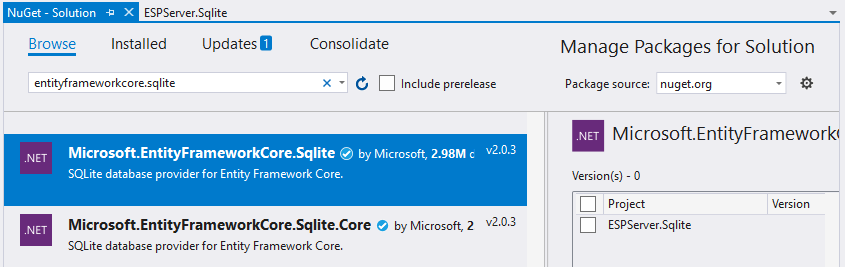 NuGet - Solution
ESPServer.Sqlite
Browse Installed Updates 1 Consolidate
Manage Packages for Solution
entityframeworkcore.sqlite
Include prerelease
Package source: nuget.org
.NET
Microsoft.EntityFrameworkCore.Sqlite by Microsoft, 2.98M v2.0.3
SQLite database provider for Entity Framework Core.
.NET
Microsoft.EntityFrameworkCore.Sqlite.Core by Microsoft, 2 v2.0.3
SQLite database provider for Entity Framework Core.
.NET
Microsoft.EntityFramework
Version(s) - 0
Project Version
ESPServer.Sqlite